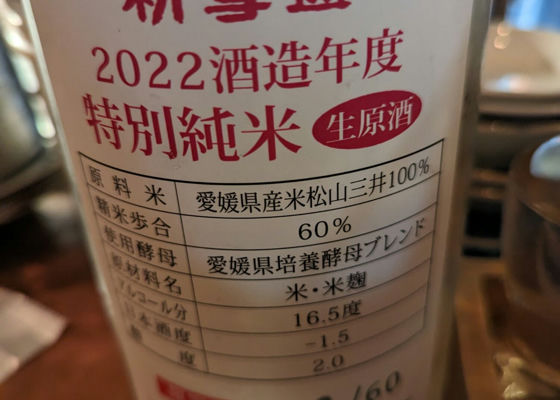 2022酒造年度
特別純米 生原酒
原料米 愛媛県産米松山三井100%
精米歩合 60%
使用酵母 愛媛県培養酵母ブレンド
原材料名 米・米麹
アルコール分 16.5度
日本酒度 -1.5
度 2.0
/60